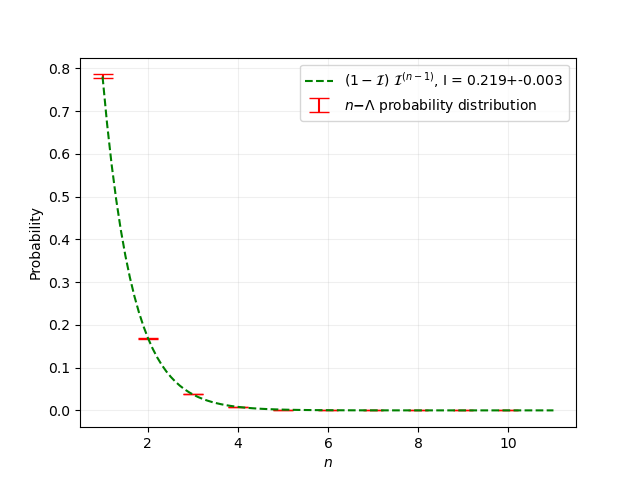 (1 − 𝓘) 𝓘^(n−1), I = 0.219+-0.003
n−Λ probability distribution
0.8
0.7
0.6
0.5
0.4
0.3
0.2
0.1
0.0
Probability
2 4 6 8 10
n